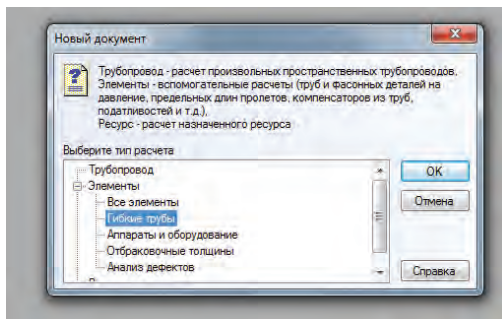 Новый документ
Трубопровод - расчет произвольных пространственных трубопроводов.
Элементы - вспомогательные расчеты (труб и фасонных деталей на
давление, предельных длин пролетов, компенсаторов из труб,
податливостей и т.д.),
Ресурс - расчет назначенного ресурса
Выберите тип расчета
Трубопровод
Элементы
Все элементы
Гибкие трубы
Аппараты и оборудование
Отбраковочные толщины
Анализ дефектов
OK
Отмена
Справка